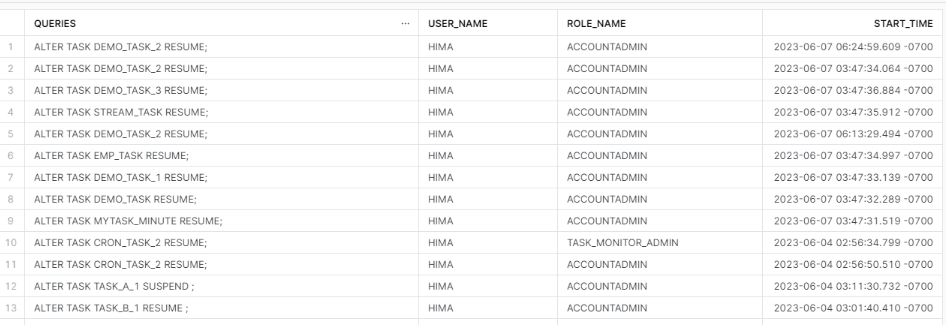 QUERIES ... USER_NAME ROLE_NAME START_TIME
1 ALTER TASK DEMO_TASK_2 RESUME; HIMA ACCOUNTADMIN 2023-06-07 06:24:59.609 -0700
2 ALTER TASK DEMO_TASK_2 RESUME; HIMA ACCOUNTADMIN 2023-06-07 03:47:34.064 -0700
3 ALTER TASK DEMO_TASK_3 RESUME; HIMA ACCOUNTADMIN 2023-06-07 03:47:36.884 -0700
4 ALTER TASK STREAM_TASK RESUME; HIMA ACCOUNTADMIN 2023-06-07 03:47:35.912 -0700
5 ALTER TASK DEMO_TASK_2 RESUME; HIMA ACCOUNTADMIN 2023-06-07 06:13:29.494 -0700
6 ALTER TASK EMP_TASK RESUME; HIMA ACCOUNTADMIN 2023-06-07 03:47:34.997 -0700
7 ALTER TASK DEMO_TASK_1 RESUME; HIMA ACCOUNTADMIN 2023-06-07 03:47:33.139 -0700
8 ALTER TASK DEMO_TASK RESUME; HIMA ACCOUNTADMIN 2023-06-07 03:47:32.289 -0700
9 ALTER TASK MYTASK_MINUTE RESUME; HIMA ACCOUNTADMIN 2023-06-07 03:47:31.519 -0700
10 ALTER TASK CRON_TASK_2 RESUME; HIMA TASK_MONITOR_ADMIN 2023-06-04 02:56:34.799 -0700
11 ALTER TASK CRON_TASK_2 RESUME; HIMA ACCOUNTADMIN 2023-06-04 02:56:50.510 -0700
12 ALTER TASK TASK_A_1 SUSPEND ; HIMA ACCOUNTADMIN 2023-06-04 03:11:30.732 -0700
13 ALTER TASK TASK_B_1 RESUME ; HIMA ACCOUNTADMIN 2023-06-04 03:01:40.410 -0700